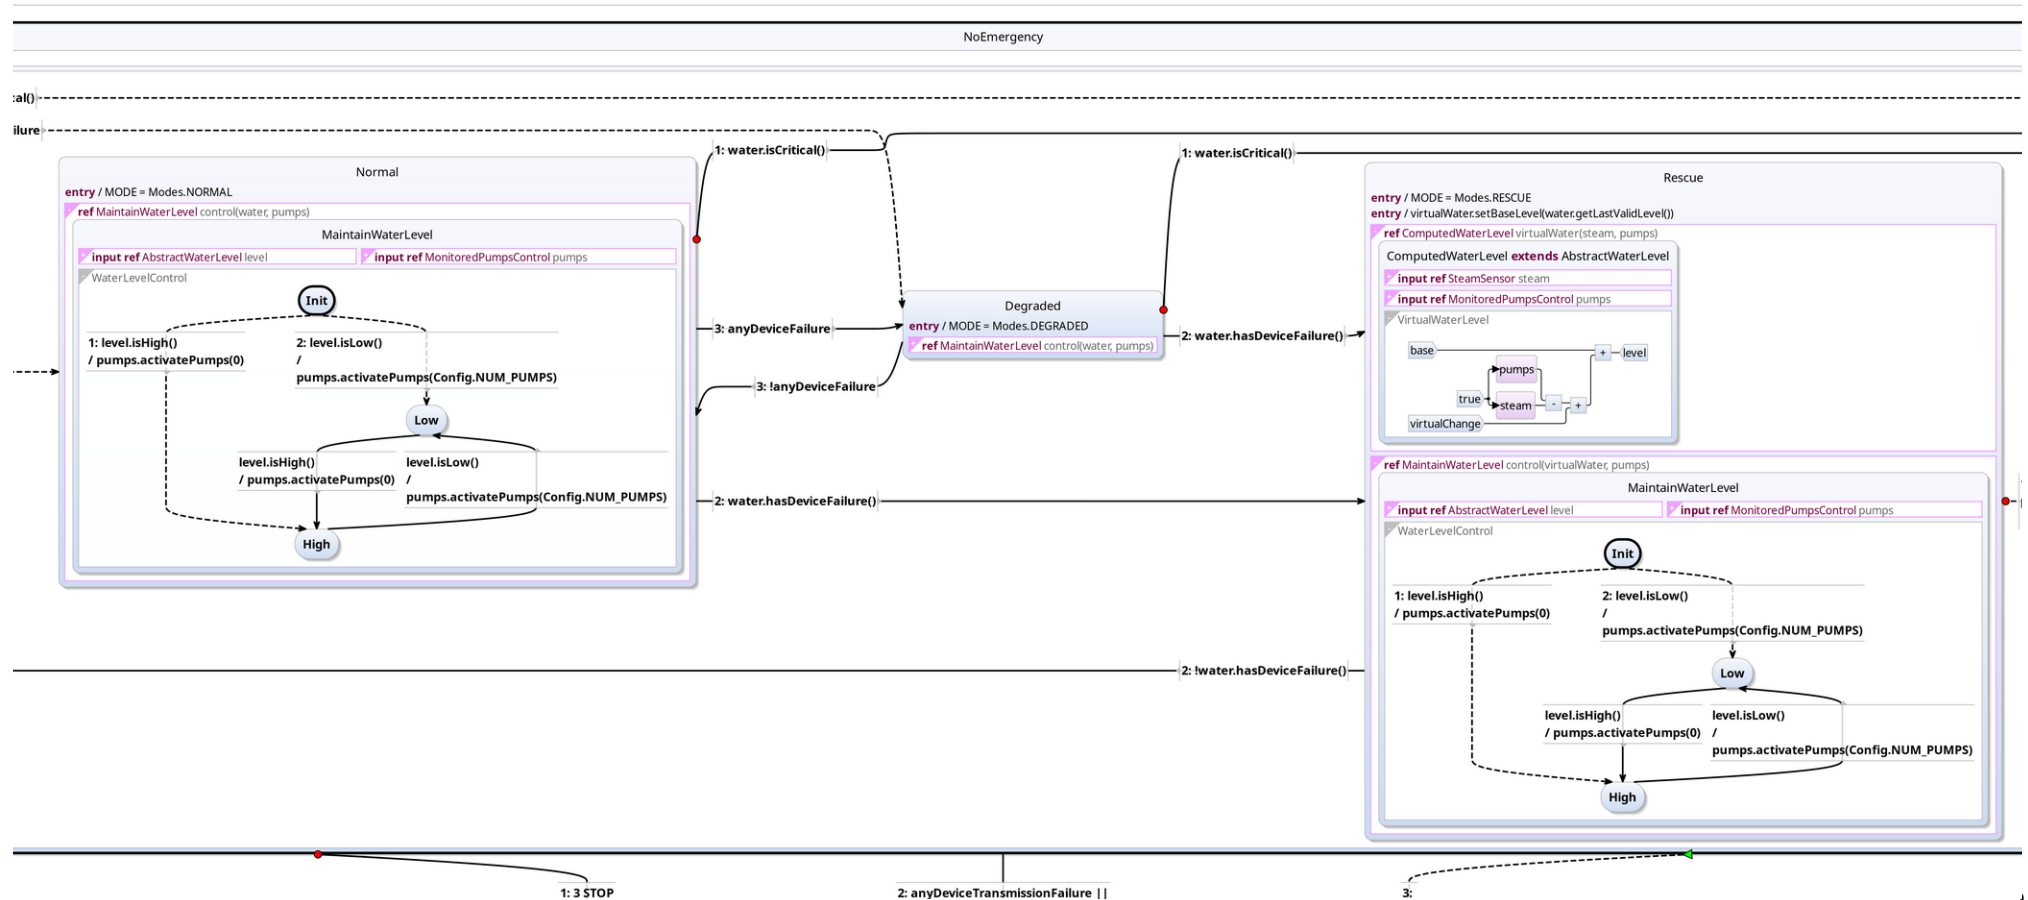 NoEmergency
:al()
ilure
1: water.isCritical()
1: water.isCritical()
Normal
entry / MODE = Modes.NORMAL
ref MaintainWaterLevel control(water, pumps)
MaintainWaterLevel
input ref AbstractWaterLevel level
input ref MonitoredPumpsControl pumps
WaterLevelControl
Init
1: level.isHigh()
/ pumps.activatePumps(0)
2: level.isLow()
/
pumps.activatePumps(Config.NUM_PUMPS)
Low
level.isHigh()
/ pumps.activatePumps(0)
level.isLow()
/
pumps.activatePumps(Config.NUM_PUMPS)
High
3: anyDeviceFailure
3: !anyDeviceFailure
2: water.hasDeviceFailure()
Degraded
entry / MODE = Modes.DEGRADED
ref MaintainWaterLevel control(water, pumps)
2: water.hasDeviceFailure()
2: !water.hasDeviceFailure()
Rescue
entry / MODE = Modes.RESCUE
entry / virtualWater.setBaseLevel(water.getLastValidLevel())
ref ComputedWaterLevel virtualWater(steam, pumps)
ComputedWaterLevel extends AbstractWaterLevel
input ref SteamSensor steam
input ref MonitoredPumpsControl pumps
VirtualWaterLevel
base
+
level
pumps
true
steam
-
+
virtualChange
ref MaintainWaterLevel control(virtualWater, pumps)
MaintainWaterLevel
input ref AbstractWaterLevel level
input ref MonitoredPumpsControl pumps
WaterLevelControl
Init
1: level.isHigh()
/ pumps.activatePumps(0)
2: level.isLow()
/
pumps.activatePumps(Config.NUM_PUMPS)
Low
level.isHigh()
/ pumps.activatePumps(0)
level.isLow()
/
pumps.activatePumps(Config.NUM_PUMPS)
High
1: 3 STOP
2: anyDeviceTransmissionFailure ||
3: